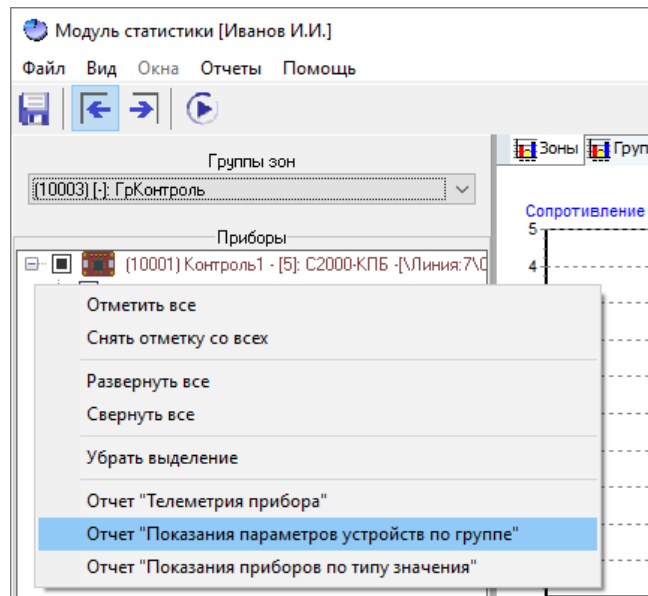 Модуль статистики [Иванов И.И.]
Файл Вид Окна Отчеты Помощь
Группы зон
(10003) [-]: ГрКонтроль
Зоны Груп
Приборы
(10001) Контроль1 - [5]: С2000-КПБ -[\Линия:7\
Сопротивление
5
4
Отметить все
Снять отметку со всех
Развернуть все
Свернуть все
Убрать выделение
Отчет "Телеметрия прибора"
Отчет "Показания параметров устройств по группе"
Отчет "Показания приборов по типу значения"